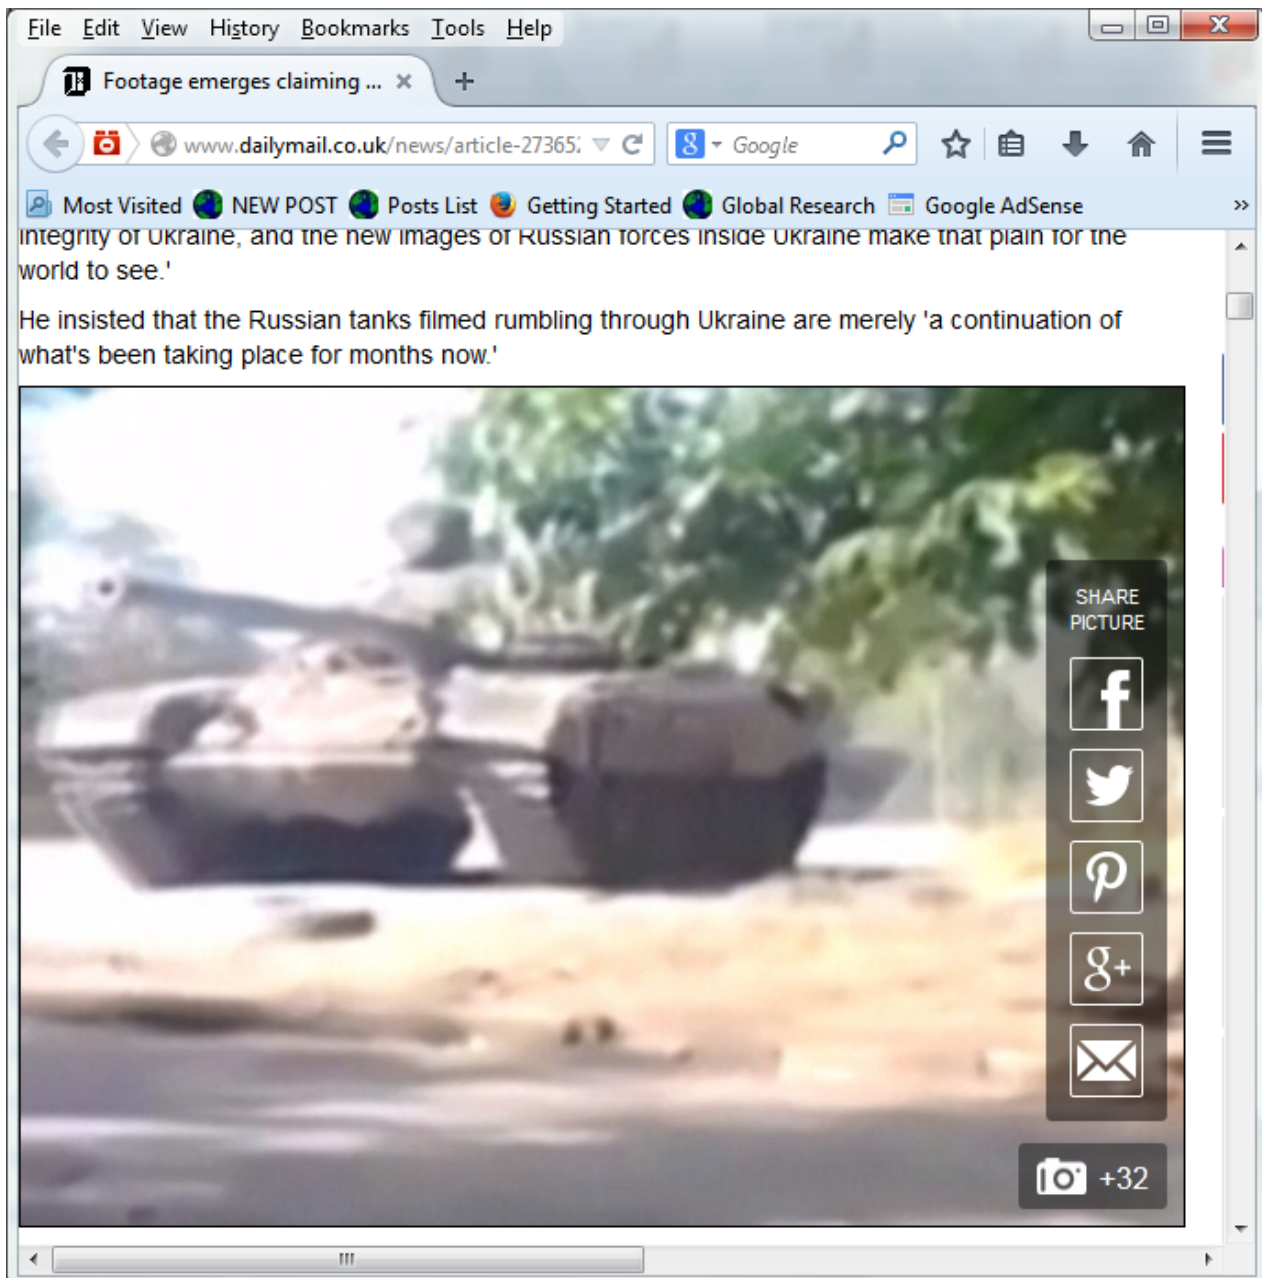 File Edit View History Bookmarks Tools Help
Footage emerges claiming ...
www.dailymail.co.uk/news/article-27365
Google
Most Visited NEW POST Posts List Getting Started Global Research Google AdSense »
integrity of Ukraine, and the new images of Russian forces inside Ukraine make that plain for the
world to see.'
He insisted that the Russian tanks filmed rumbling through Ukraine are merely 'a continuation of
what's been taking place for months now.'
SHARE
PICTURE
+32